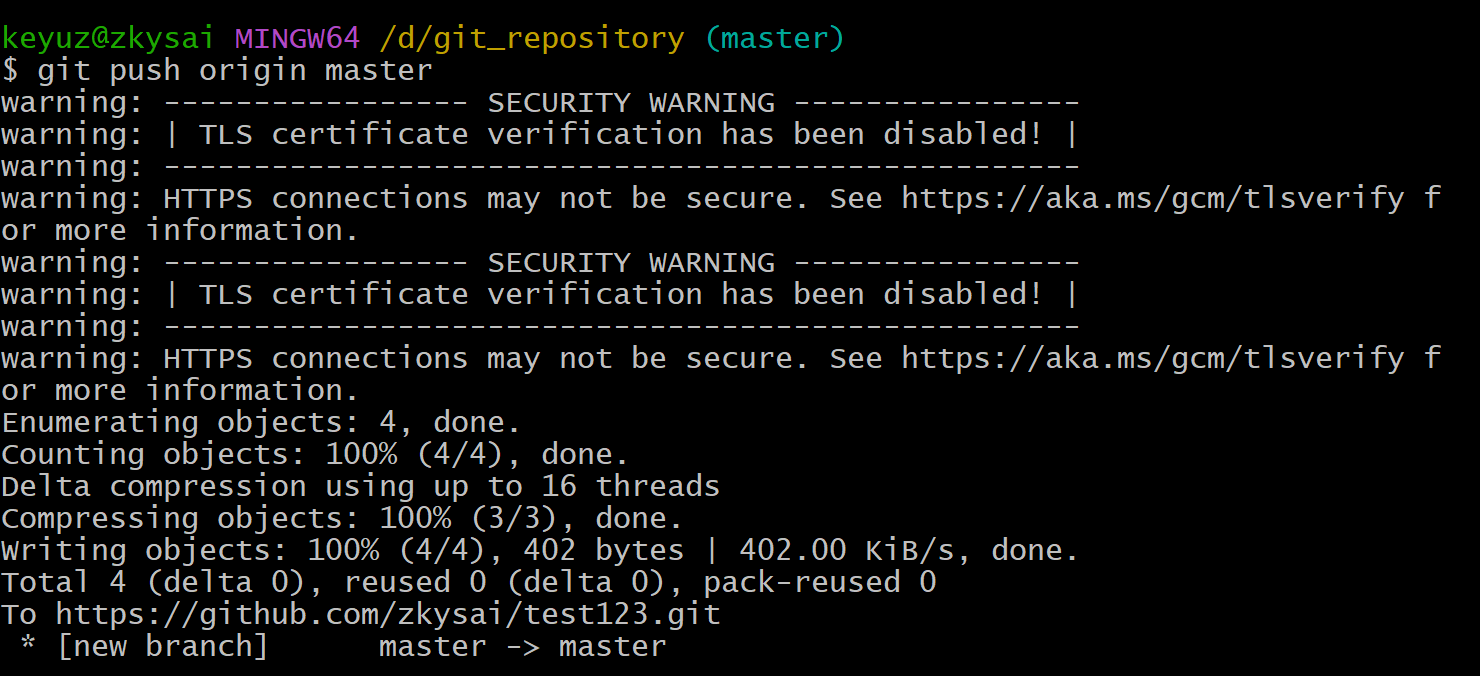 keyuz@zkysai MINGW64 /d/git_repository (master)
$ git push origin master
warning: ----------------- SECURITY WARNING ----------------
warning: | TLS certificate verification has been disabled! |
warning: ---------------------------------------------------
warning: HTTPS connections may not be secure. See https://aka.ms/gcm/tlsverify f
or more information.
warning: ----------------- SECURITY WARNING ----------------
warning: | TLS certificate verification has been disabled! |
warning: ---------------------------------------------------
warning: HTTPS connections may not be secure. See https://aka.ms/gcm/tlsverify f
or more information.
Enumerating objects: 4, done.
Counting objects: 100% (4/4), done.
Delta compression using up to 16 threads
Compressing objects: 100% (3/3), done.
Writing objects: 100% (4/4), 402 bytes | 402.00 KiB/s, done.
Total 4 (delta 0), reused 0 (delta 0), pack-reused 0
To https://github.com/zkysai/test123.git
 * [new branch]      master -> master